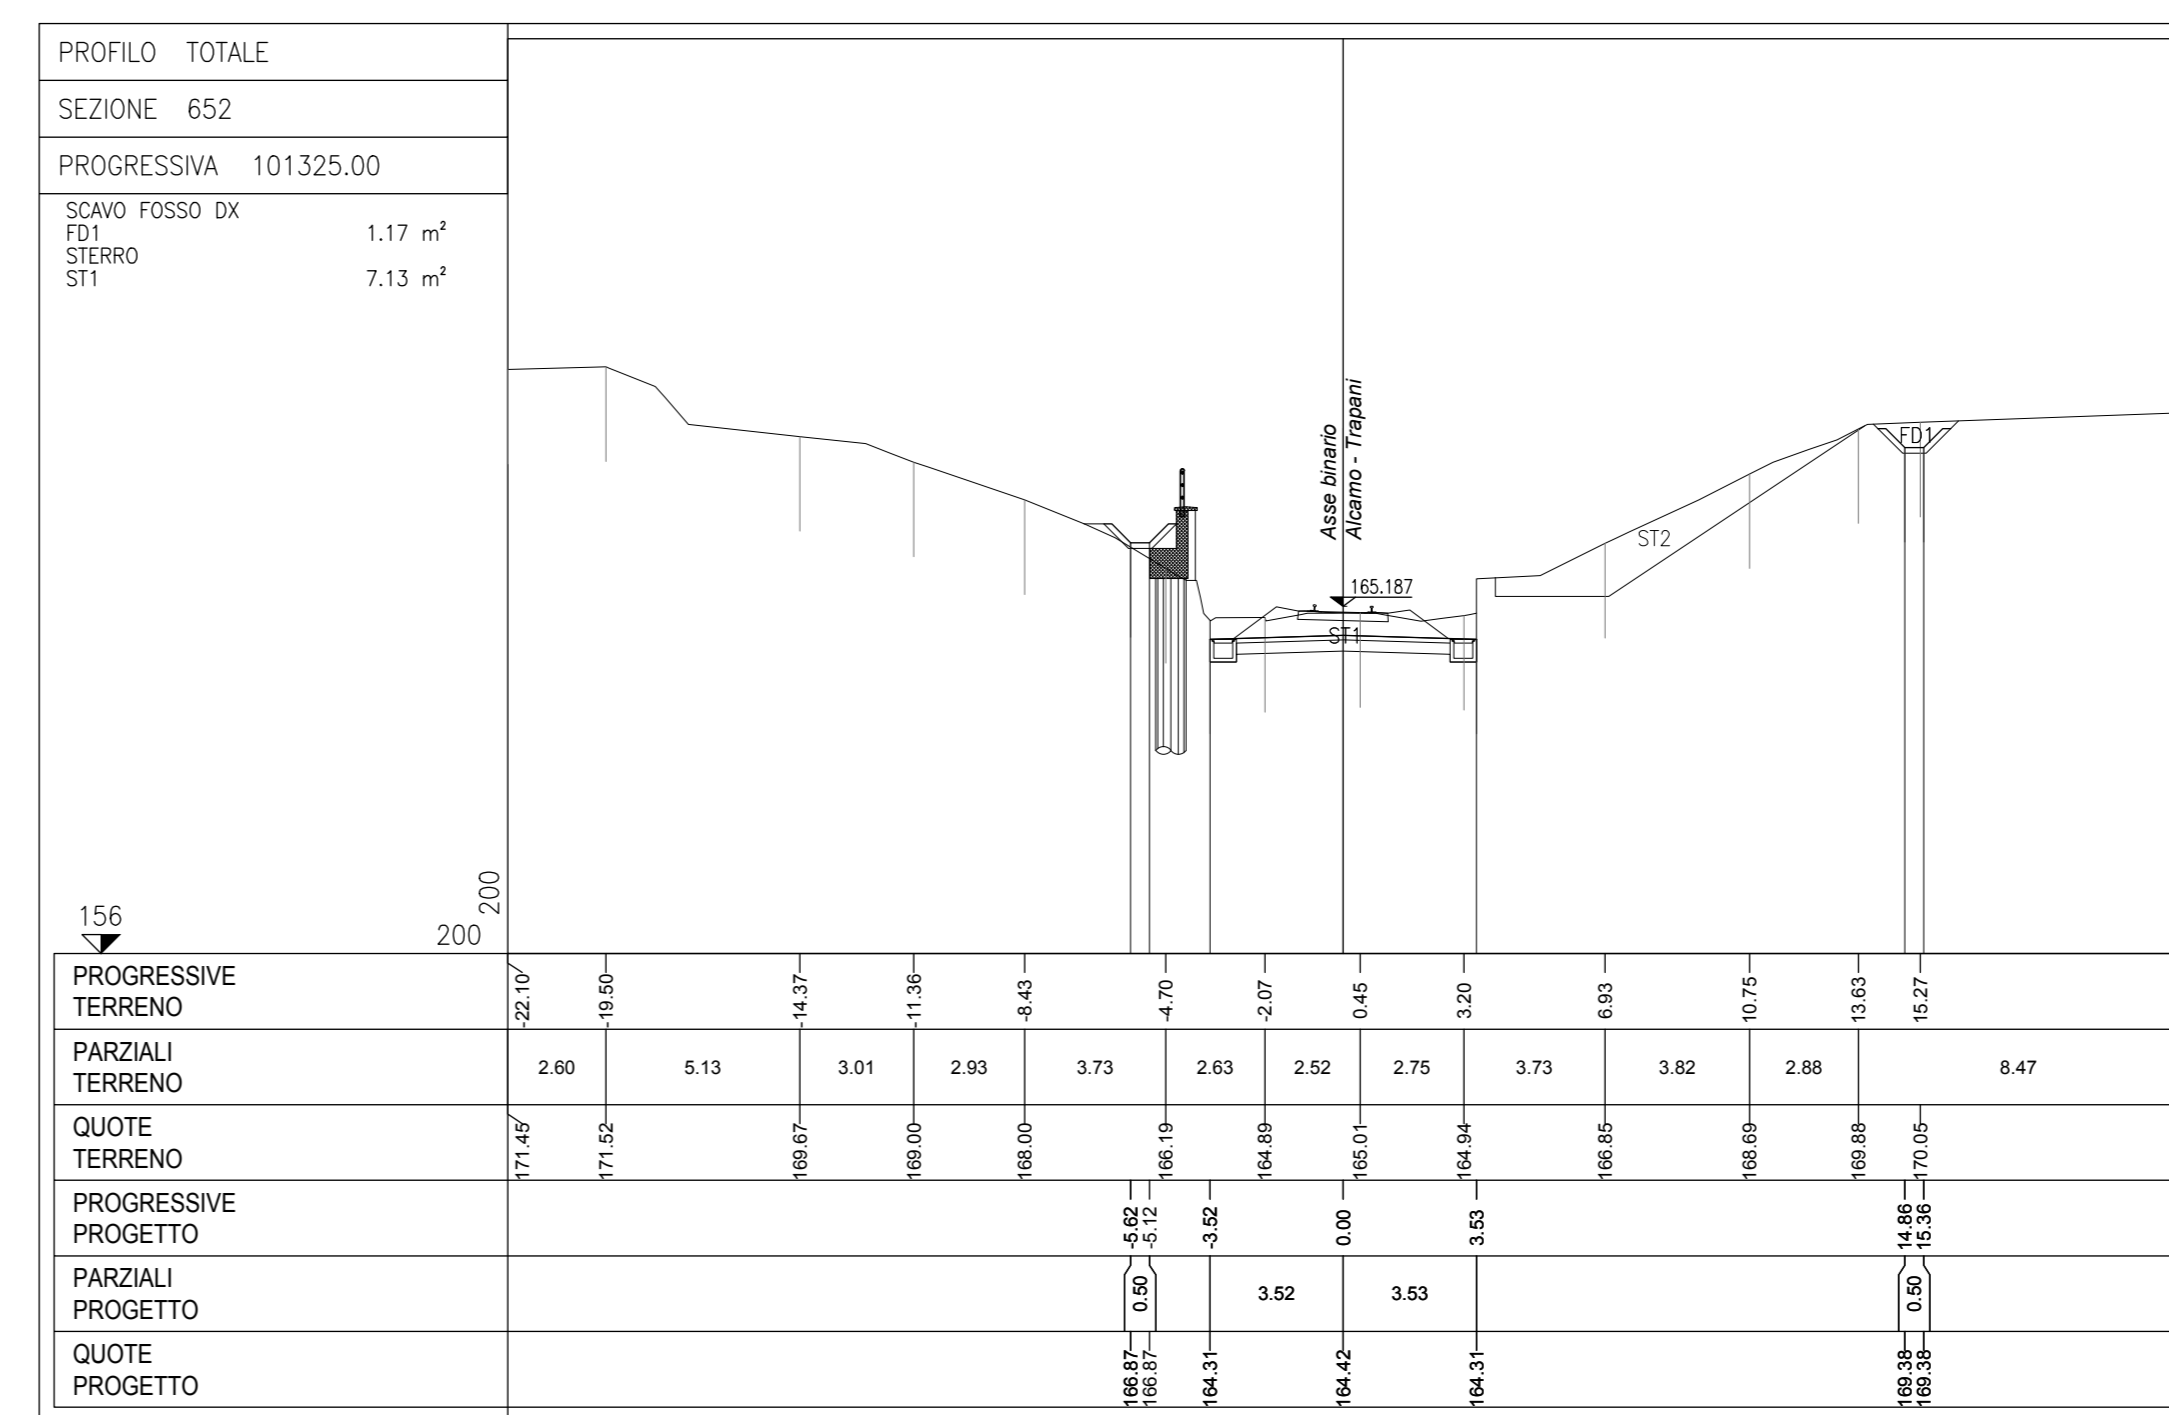 PROFILO TOTALE
SEZIONE 652
PROGRESSIVA 101325.00
SCAVO FOSSO DX
FD1 1.17 m²
STERRO
ST1 7.13 m²
Asse binario
Alcamo - Trapani
FD1
ST2
165.187
ST1
200
156
200
PROGRESSIVE
TERRENO
-22.10 -19.50 -14.37 -11.36 -8.43 -4.70 -2.07 0.45 3.20 6.93 10.75 13.63 15.27
PARZIALI
TERRENO
2.60 5.13 3.01 2.93 3.73 2.63 2.52 2.75 3.73 3.82 2.88 8.47
QUOTE
TERRENO
171.45 171.52 169.67 169.00 168.00 166.19 164.89 165.01 164.94 166.85 168.69 169.88 170.05
PROGRESSIVE
PROGETTO
-5.62 -5.12 -3.52 0.00 3.53 14.86 15.36
PARZIALI
PROGETTO
0.50 3.52 3.53 0.50
QUOTE
PROGETTO
166.87 166.87 164.31 164.42 164.31 169.38 169.38